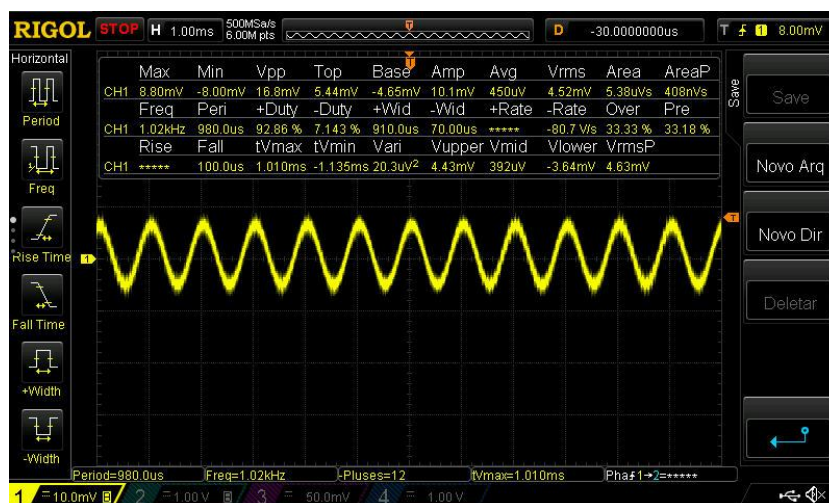 RIGOL STOP H 1.00ms 500MSa/s 6.00M pts D -30.0000000us T 1 8.00mV
Horizontal
Period
Freq
Rise Time
Fall Time
+Width
-Width
Max Min Vpp Top Base Amp Avg Vrms Area AreaP
CH1 8.80mV -8.00mV 16.8mV 5.44mV -4.65mV 10.1mV 450uV 4.52mV 5.38uVs 408nVs
Freq Peri +Duty -Duty +Wid -Wid +Rate -Rate Over Pre
CH1 1.02kHz 980.0us 92.86 % 7.143 % 910.0us 70.00us ***** -80.7 V/s 33.33 % 33.18 %
Rise Fall tVmax tVmin Vari Vupper Vmid Vlower VrmsP
CH1 ***** 100.0us 1.010ms -1.135ms 20.3uV² 4.43mV 392uV -3.64mV 4.63mV
T
1
T
Save
Save
Novo Arq
Novo Dir
Deletar
Period=980.0us Freq=1.02kHz -Pluses=12 tVmax=1.010ms Pha 1→2=*****
1 = 10.0mV B 2 = 1.00 V B 3 = 50.0mV 4 = 1.00 V